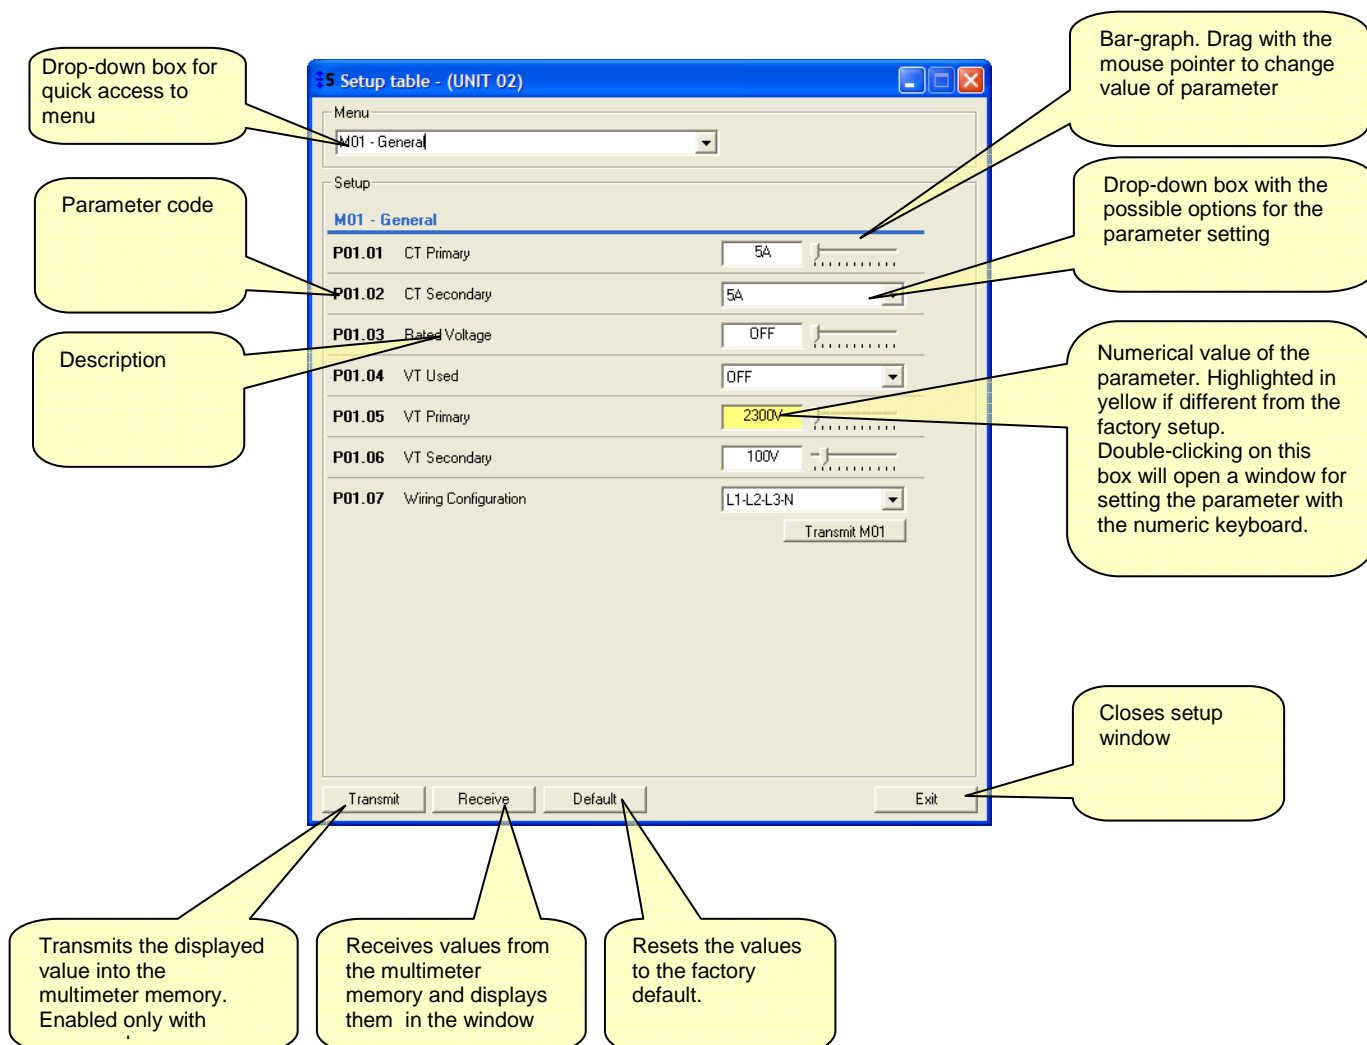 Drop-down box for
quick access to
menu
Parameter code
Description
Setup table - (UNIT 02)
Menu
M01 - General
Setup
M01 - General
P01.01 CT Primary 5A
P01.02 CT Secondary 5A
P01.03 Rated Voltage OFF
P01.04 VT Used OFF
P01.05 VT Primary 2300V
P01.06 VT Secondary 100V
P01.07 Wiring Configuration L1-L2-L3-N
Transmit M01
Transmit Receive Default Exit
Bar-graph. Drag with the
mouse pointer to change
value of parameter
Drop-down box with the
possible options for the
parameter setting
Numerical value of the
parameter. Highlighted in
yellow if different from the
factory setup.
Double-clicking on this
box will open a window for
setting the parameter with
the numeric keyboard.
Closes setup
window
Transmits the displayed
value into the
multimeter memory.
Enabled only with
Receives values from
the multimeter
memory and displays
them in the window
Resets the values
to the factory
default.